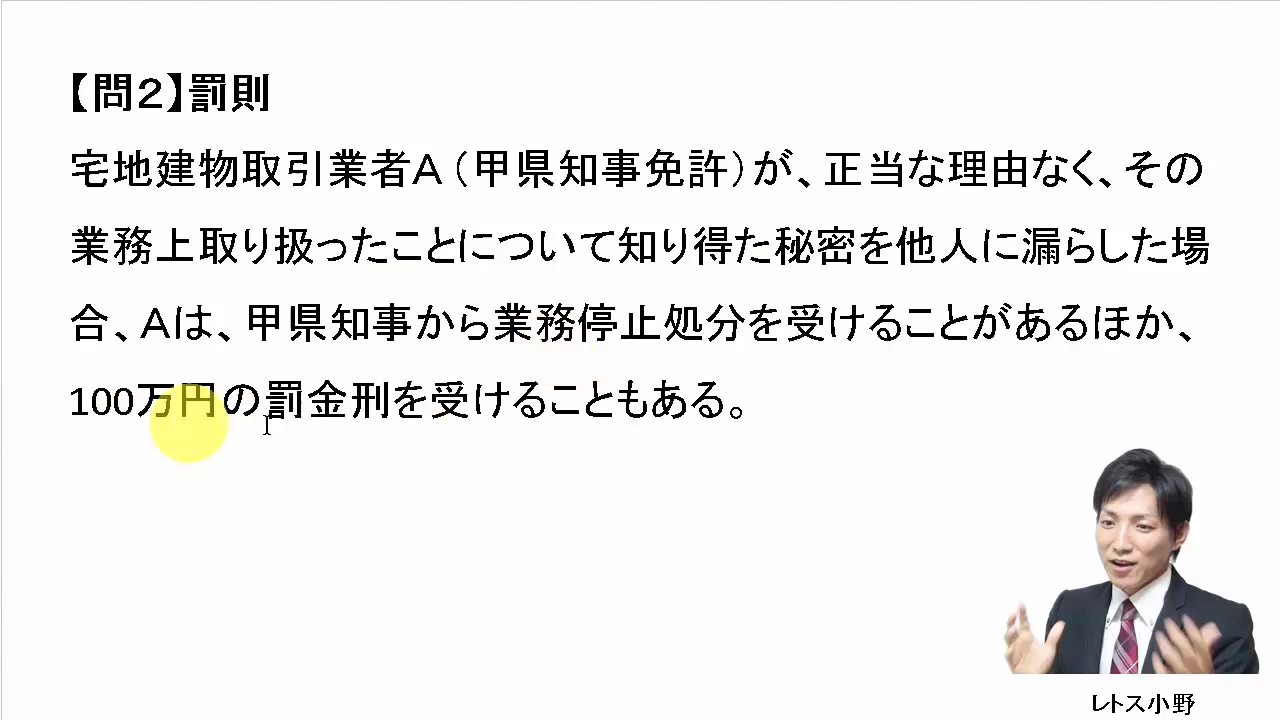 【問２】罰則
宅地建物取引業者Ａ（甲県知事免許）が、正当な理由なく、その
業務上取り扱ったことについて知り得た秘密を他人に漏らした場
合、Ａは、甲県知事から業務停止処分を受けることがあるほか、
100万円の罰金刑を受けることもある。
レトス小野